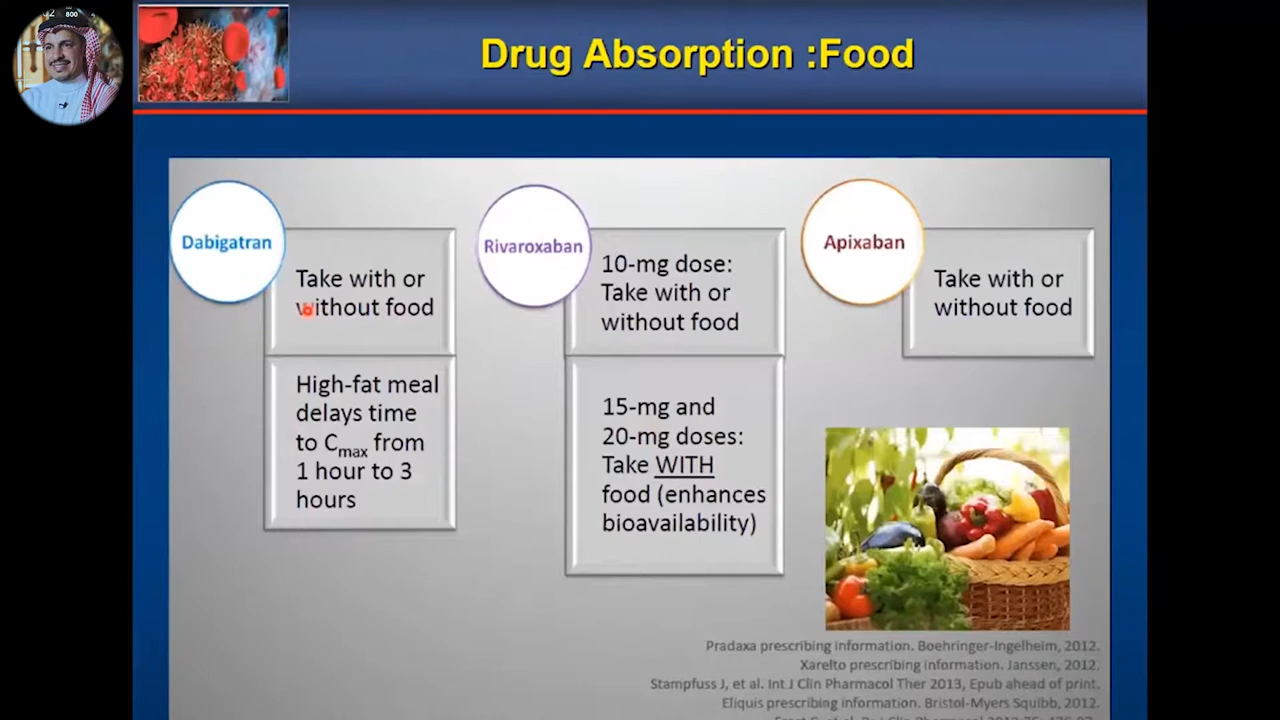 800
Drug Absorption :Food
Dabigatran
Take with or
without food
High-fat meal
delays time
to Cmax from
1 hour to 3
hours
Rivaroxaban
10-mg dose:
Take with or
without food
15-mg and
20-mg doses:
Take WITH
food (enhances
bioavailability)
Apixaban
Take with or
without food
Pradaxa prescribing information. Boehringer-Ingelheim, 2012.
Xarelto prescribing information. Janssen, 2012.
Stampfuss J, et al. Int J Clin Pharmacol Ther 2013, Epub ahead of print.
Eliquis prescribing information. Bristol-Myers Squibb, 2012.